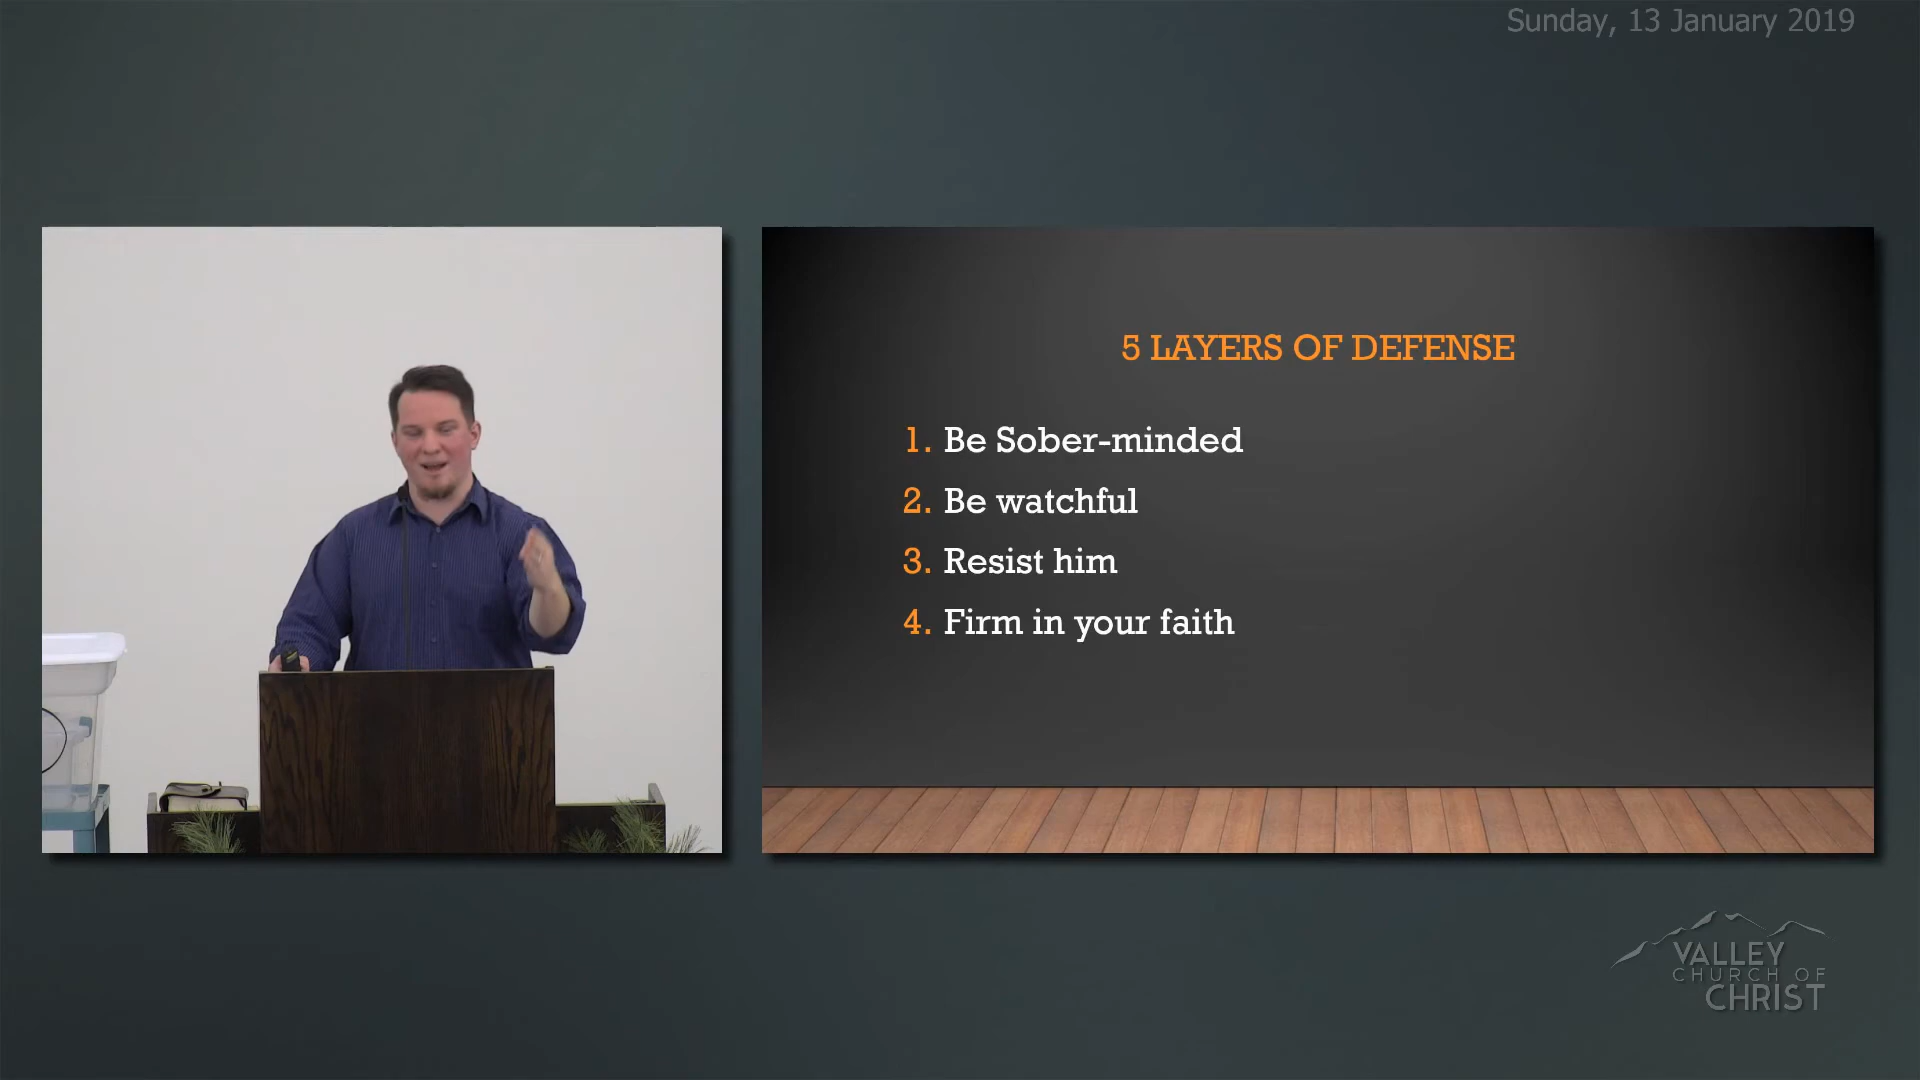 Sunday, 13 January 2019
5 LAYERS OF DEFENSE
1. Be Sober-minded
2. Be watchful
3. Resist him
4. Firm in your faith
VALLEY
CHURCH OF
CHRIST